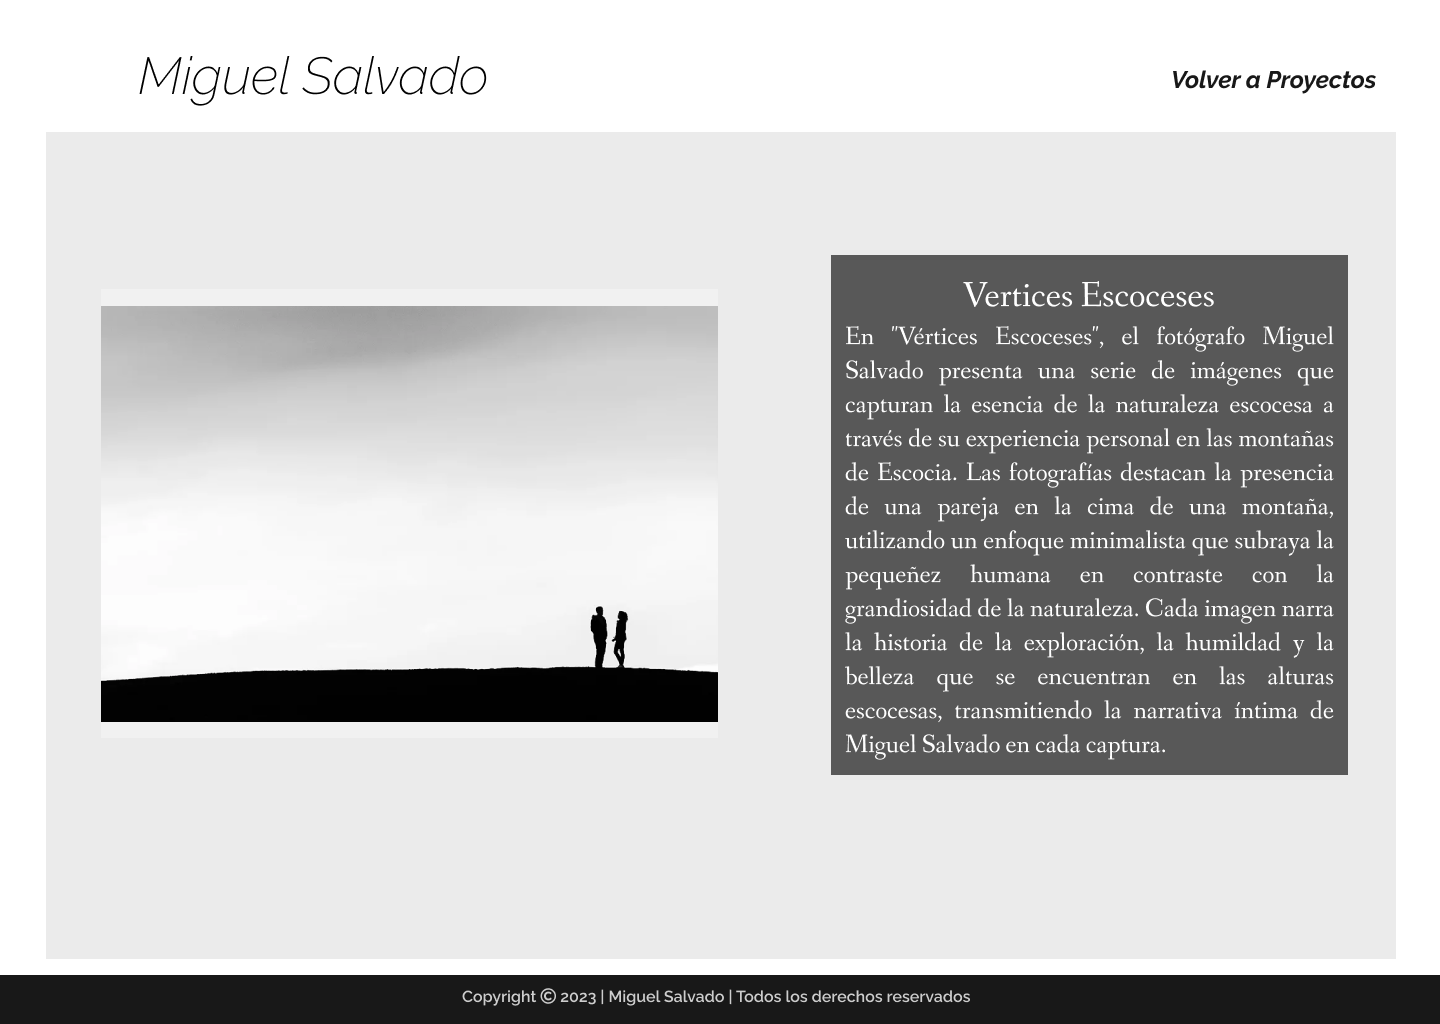 Miguel Salvado
Volver a Proyectos
Vertices Escoceses
En "Vértices Escoceses", el fotógrafo Miguel
Salvado presenta una serie de imágenes que
capturan la esencia de la naturaleza escocesa a
través de su experiencia personal en las montañas
de Escocia. Las fotografías destacan la presencia
de una pareja en la cima de una montaña,
utilizando un enfoque minimalista que subraya la
pequeñez humana en contraste con la
grandiosidad de la naturaleza. Cada imagen narra
la historia de la exploración, la humildad y la
belleza que se encuentran en las alturas
escocesas, transmitiendo la narrativa íntima de
Miguel Salvado en cada captura.
Copyright © 2023 | Miguel Salvado | Todos los derechos reservados